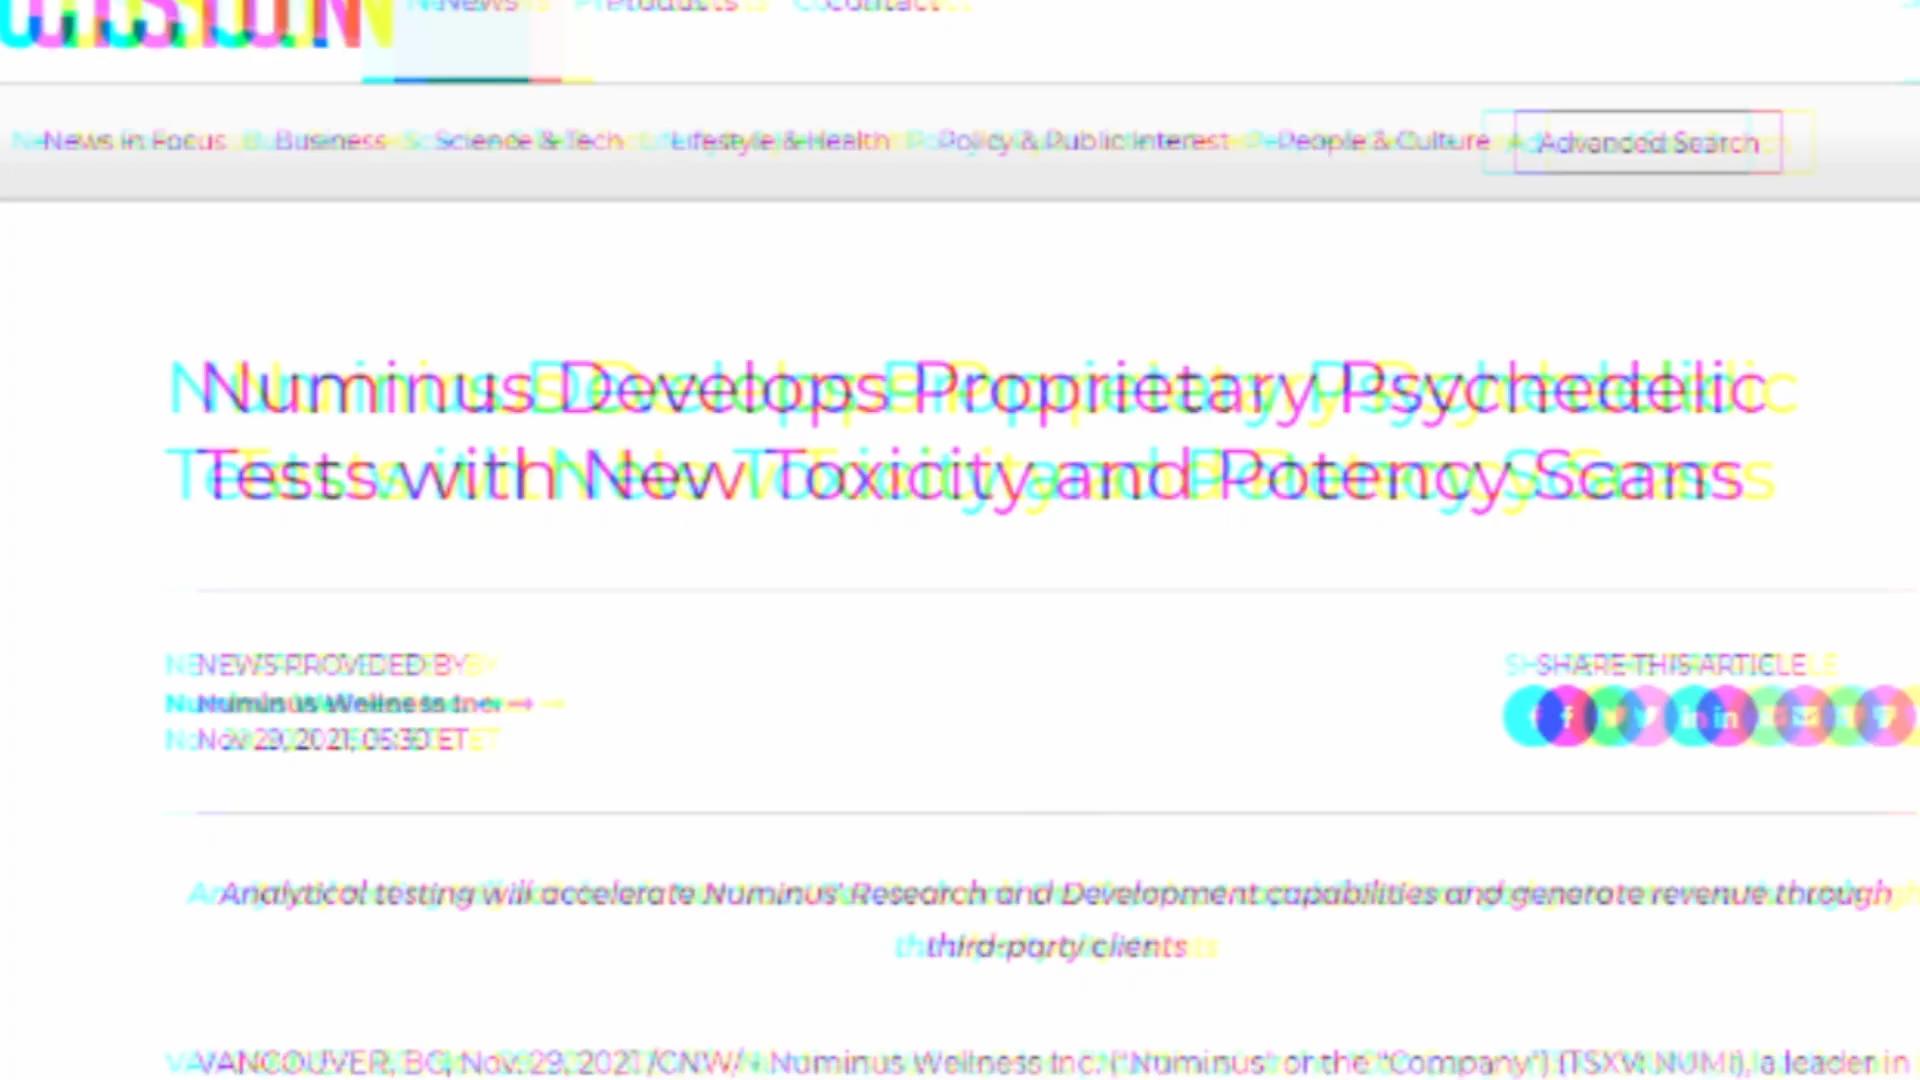 News Products Contact
News in Focus Business Science & Tech Lifestyle & Health Policy & Public Interest People & Culture Advanced Search
Numinus Develops Proprietary Psychedelic
Tests with New Toxicity and Potency Scans
NEWS PROVIDED BY
SHARE THIS ARTICLE
Numinus Wellness Inc. →
Nov 29, 2021, 05:30 ET
Analytical testing will accelerate Numinus' Research and Development capabilities and generate revenue through
third-party clients
VANCOUVER, BC, Nov. 29, 2021 /CNW/ - Numinus Wellness Inc. ("Numinus" or the "Company") (TSXV: NUMI), a leader in